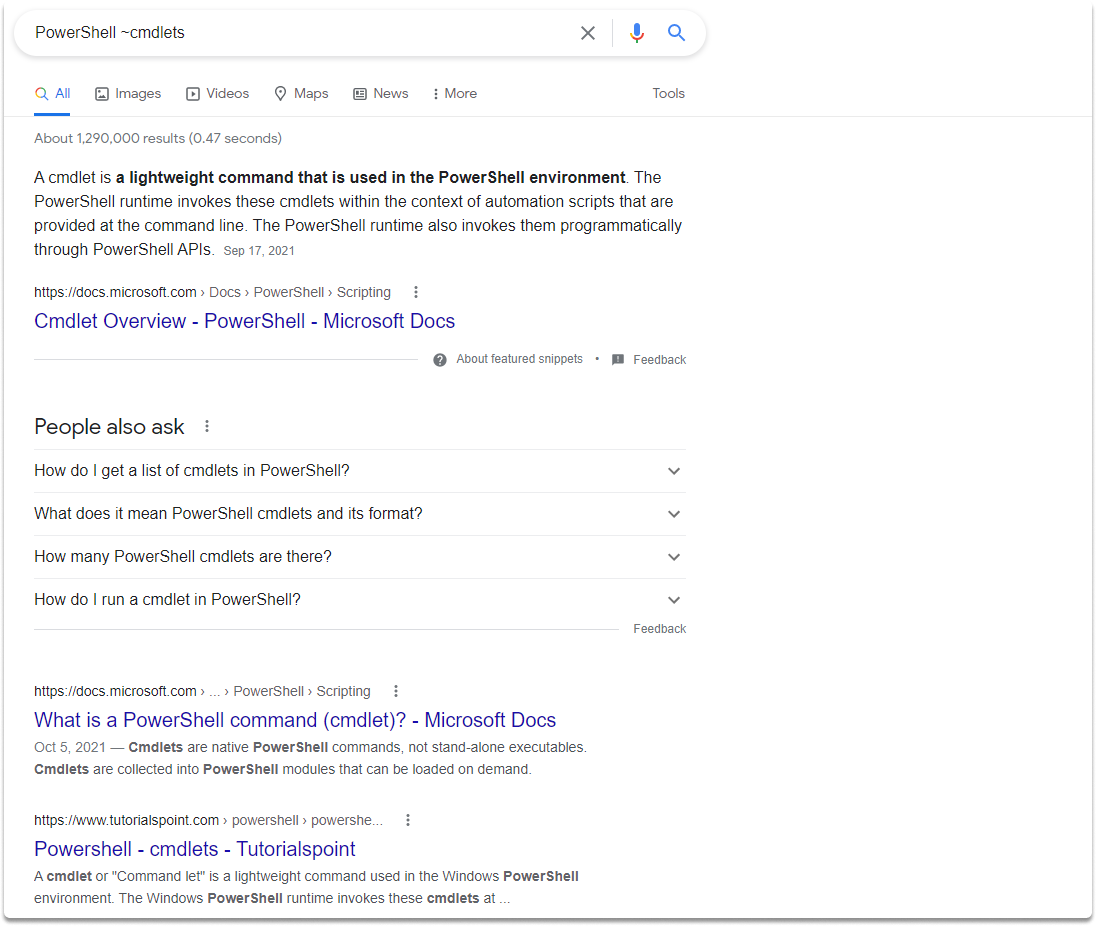 PowerShell ~cmdlets
All Images Videos Maps News More Tools
About 1,290,000 results (0.47 seconds)
A cmdlet is a lightweight command that is used in the PowerShell environment. The
PowerShell runtime invokes these cmdlets within the context of automation scripts that are
provided at the command line. The PowerShell runtime also invokes them programmatically
through PowerShell APIs. Sep 17, 2021
https://docs.microsoft.com › Docs › PowerShell › Scripting
Cmdlet Overview - PowerShell - Microsoft Docs
About featured snippets • Feedback
People also ask
How do I get a list of cmdlets in PowerShell?
What does it mean PowerShell cmdlets and its format?
How many PowerShell cmdlets are there?
How do I run a cmdlet in PowerShell?
Feedback
https://docs.microsoft.com › ... › PowerShell › Scripting
What is a PowerShell command (cmdlet)? - Microsoft Docs
Oct 5, 2021 — Cmdlets are native PowerShell commands, not stand-alone executables.
Cmdlets are collected into PowerShell modules that can be loaded on demand.
https://www.tutorialspoint.com › powershell › powershe...
Powershell - cmdlets - Tutorialspoint
A cmdlet or "Command let" is a lightweight command used in the Windows PowerShell
environment. The Windows PowerShell runtime invokes these cmdlets at ...